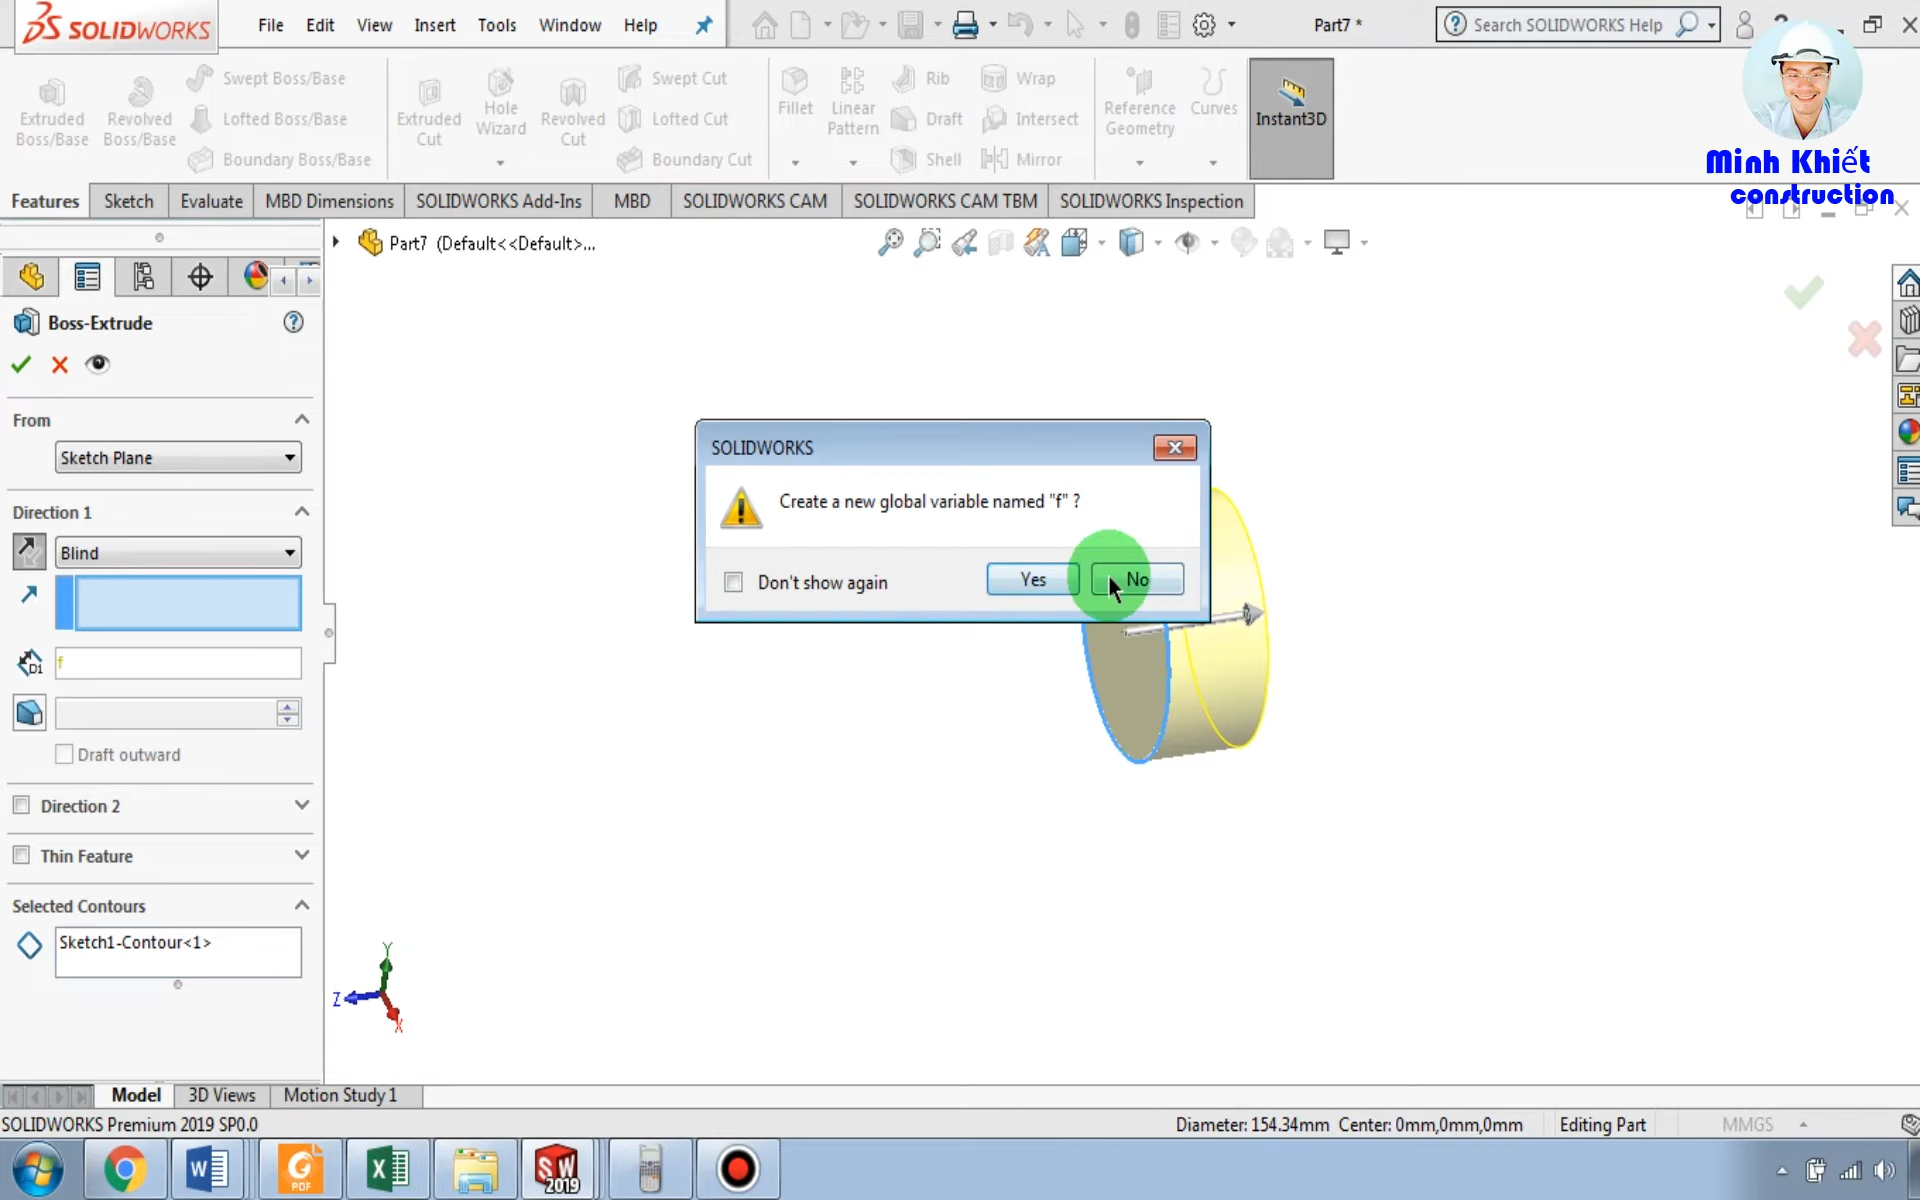 SOLIDWORKS
File Edit View Insert Tools Window Help
Part7 *
Search SOLIDWORKS Help
Extruded Boss/Base
Revolved Boss/Base
Swept Boss/Base
Lofted Boss/Base
Boundary Boss/Base
Extruded Cut
Hole Wizard
Revolved Cut
Swept Cut
Lofted Cut
Boundary Cut
Fillet
Linear Pattern
Rib
Draft
Shell
Wrap
Intersect
Mirror
Reference Geometry
Curves
Instant3D
Minh Khiết
construction
Features Sketch Evaluate MBD Dimensions SOLIDWORKS Add-Ins MBD SOLIDWORKS CAM SOLIDWORKS CAM TBM SOLIDWORKS Inspection
Part7 (Default<<Default>...
Boss-Extrude
From
Sketch Plane
Direction 1
Blind
D1
f
Draft outward
Direction 2
Thin Feature
Selected Contours
Sketch1-Contour<1>
SOLIDWORKS
Create a new global variable named "f" ?
Don't show again
Yes
No
Y
Z
X
Model 3D Views Motion Study 1
SOLIDWORKS Premium 2019 SP0.0
Diameter: 154.34mm Center: 0mm,0mm,0mm
Editing Part
MMGS
W
PDF
X
SW
2019